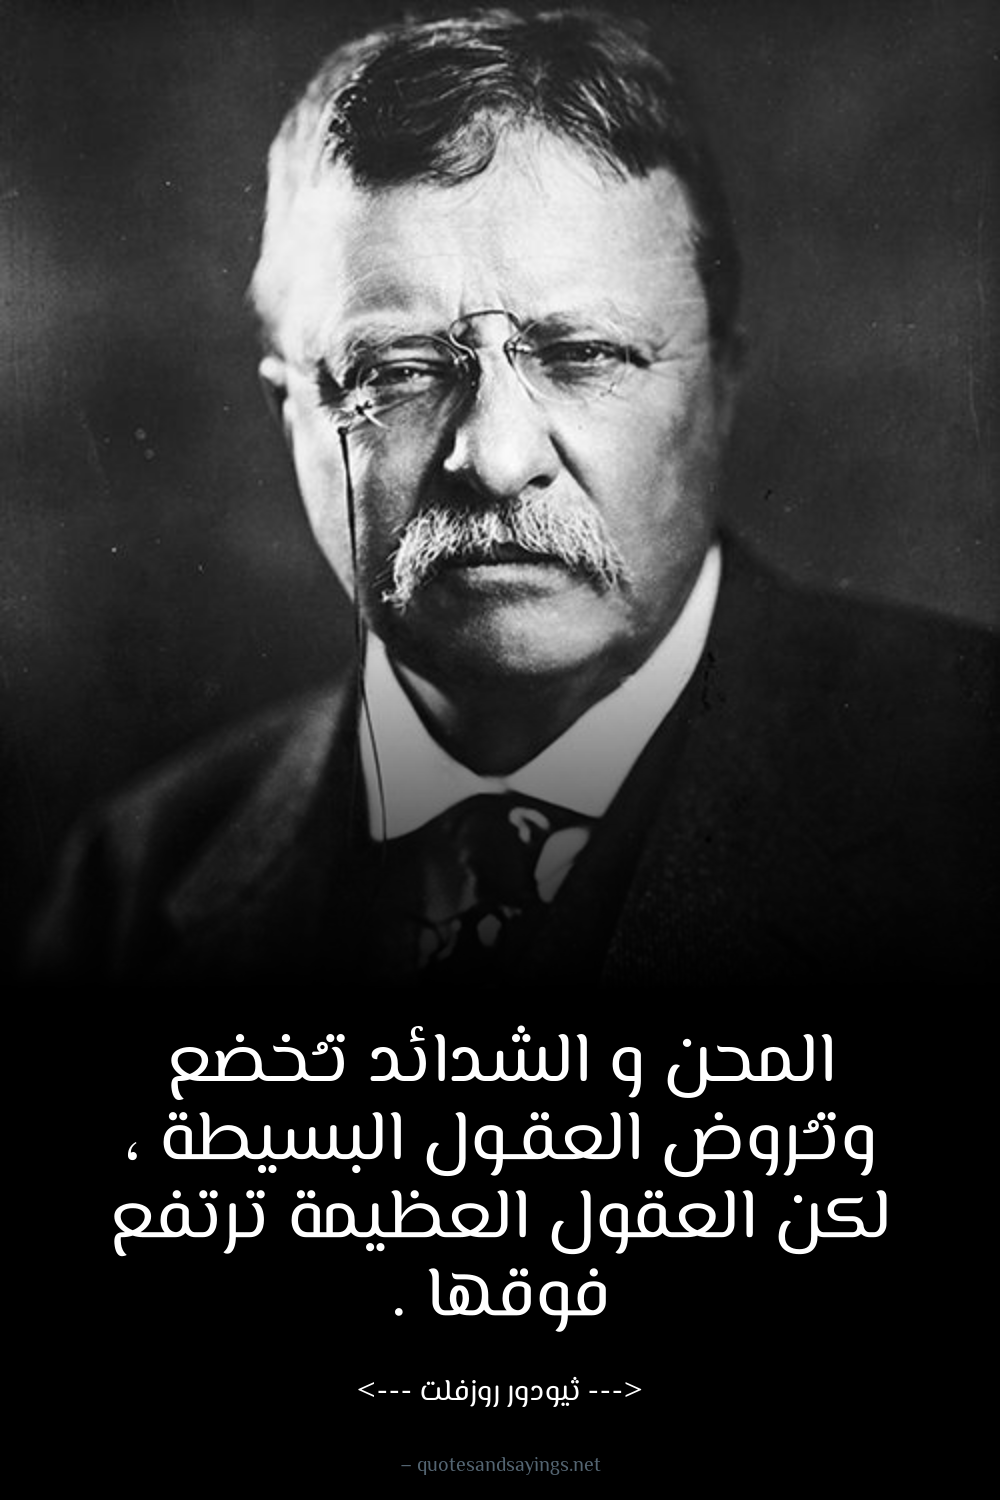 المحن و الشدائد تُخضع
وتُروض العقول البسيطة ،
لكن العقول العظيمة ترتفع
فوقها .
<--- ثيودور روزفلت --->
– quotesandsayings.net